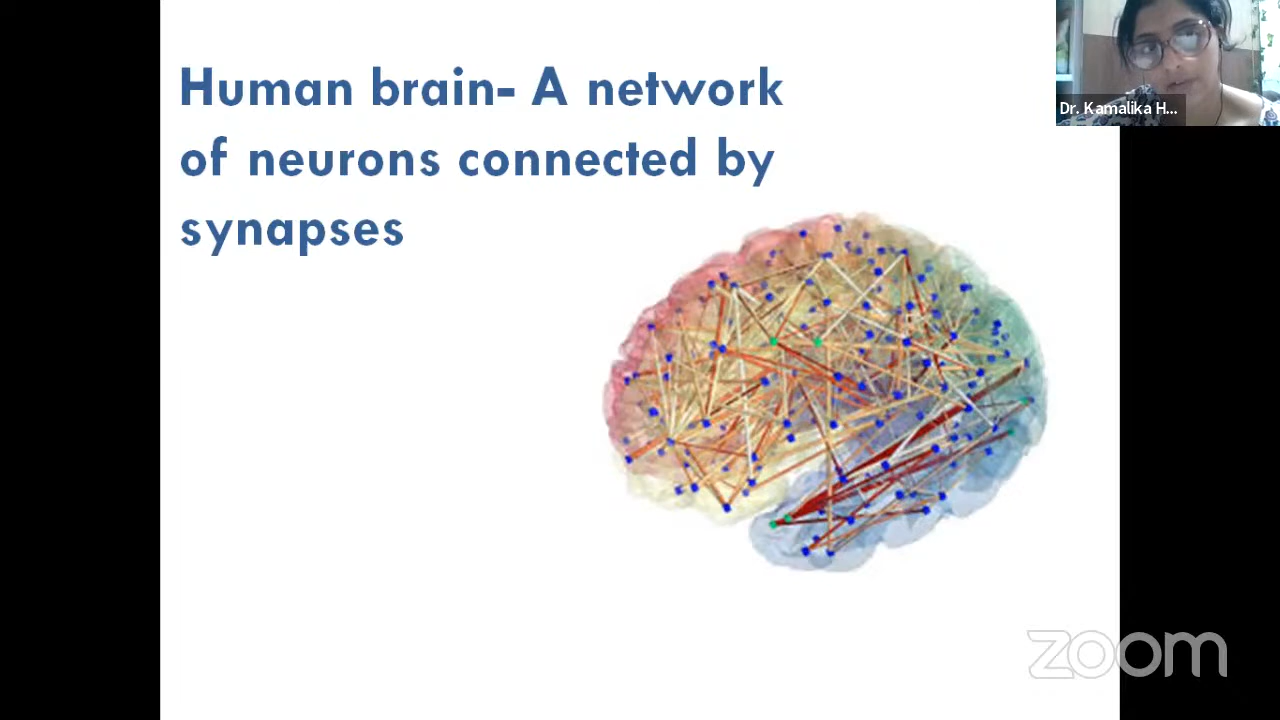 Human brain- A network
of neurons connected by
synapses
Dr. Kamalika H...
zoom